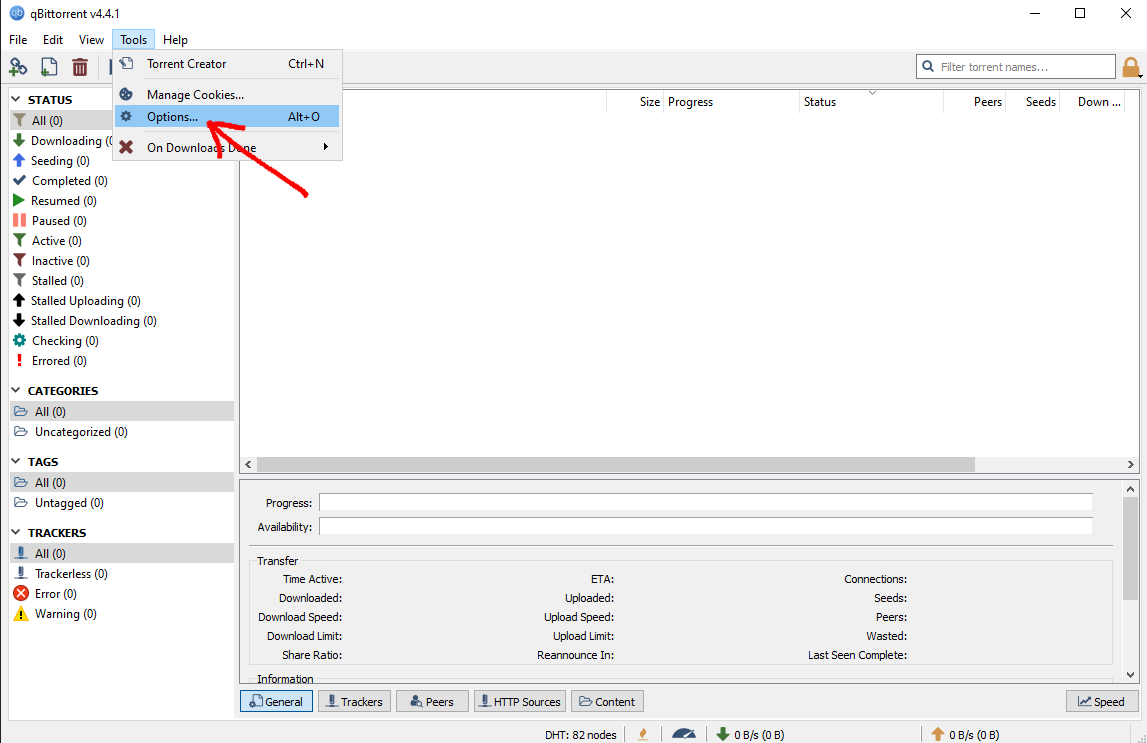 qBittorrent v4.4.1
File Edit View Tools Help
Torrent Creator Ctrl+N
Manage Cookies...
Options... Alt+O
On Downloads Done
Filter torrent names...
Size Progress Status Peers Seeds Down ...
STATUS
All (0)
Downloading (0
Seeding (0)
Completed (0)
Resumed (0)
Paused (0)
Active (0)
Inactive (0)
Stalled (0)
Stalled Uploading (0)
Stalled Downloading (0)
Checking (0)
Errored (0)
CATEGORIES
All (0)
Uncategorized (0)
TAGS
All (0)
Untagged (0)
TRACKERS
All (0)
Trackerless (0)
Error (0)
Warning (0)
Progress:
Availability:
Transfer
Time Active: ETA: Connections:
Downloaded: Uploaded: Seeds:
Download Speed: Upload Speed: Peers:
Download Limit: Upload Limit: Wasted:
Share Ratio: Reannounce In: Last Seen Complete:
Information
General Trackers Peers HTTP Sources Content Speed
DHT: 82 nodes 0 B/s (0 B) 0 B/s (0 B)